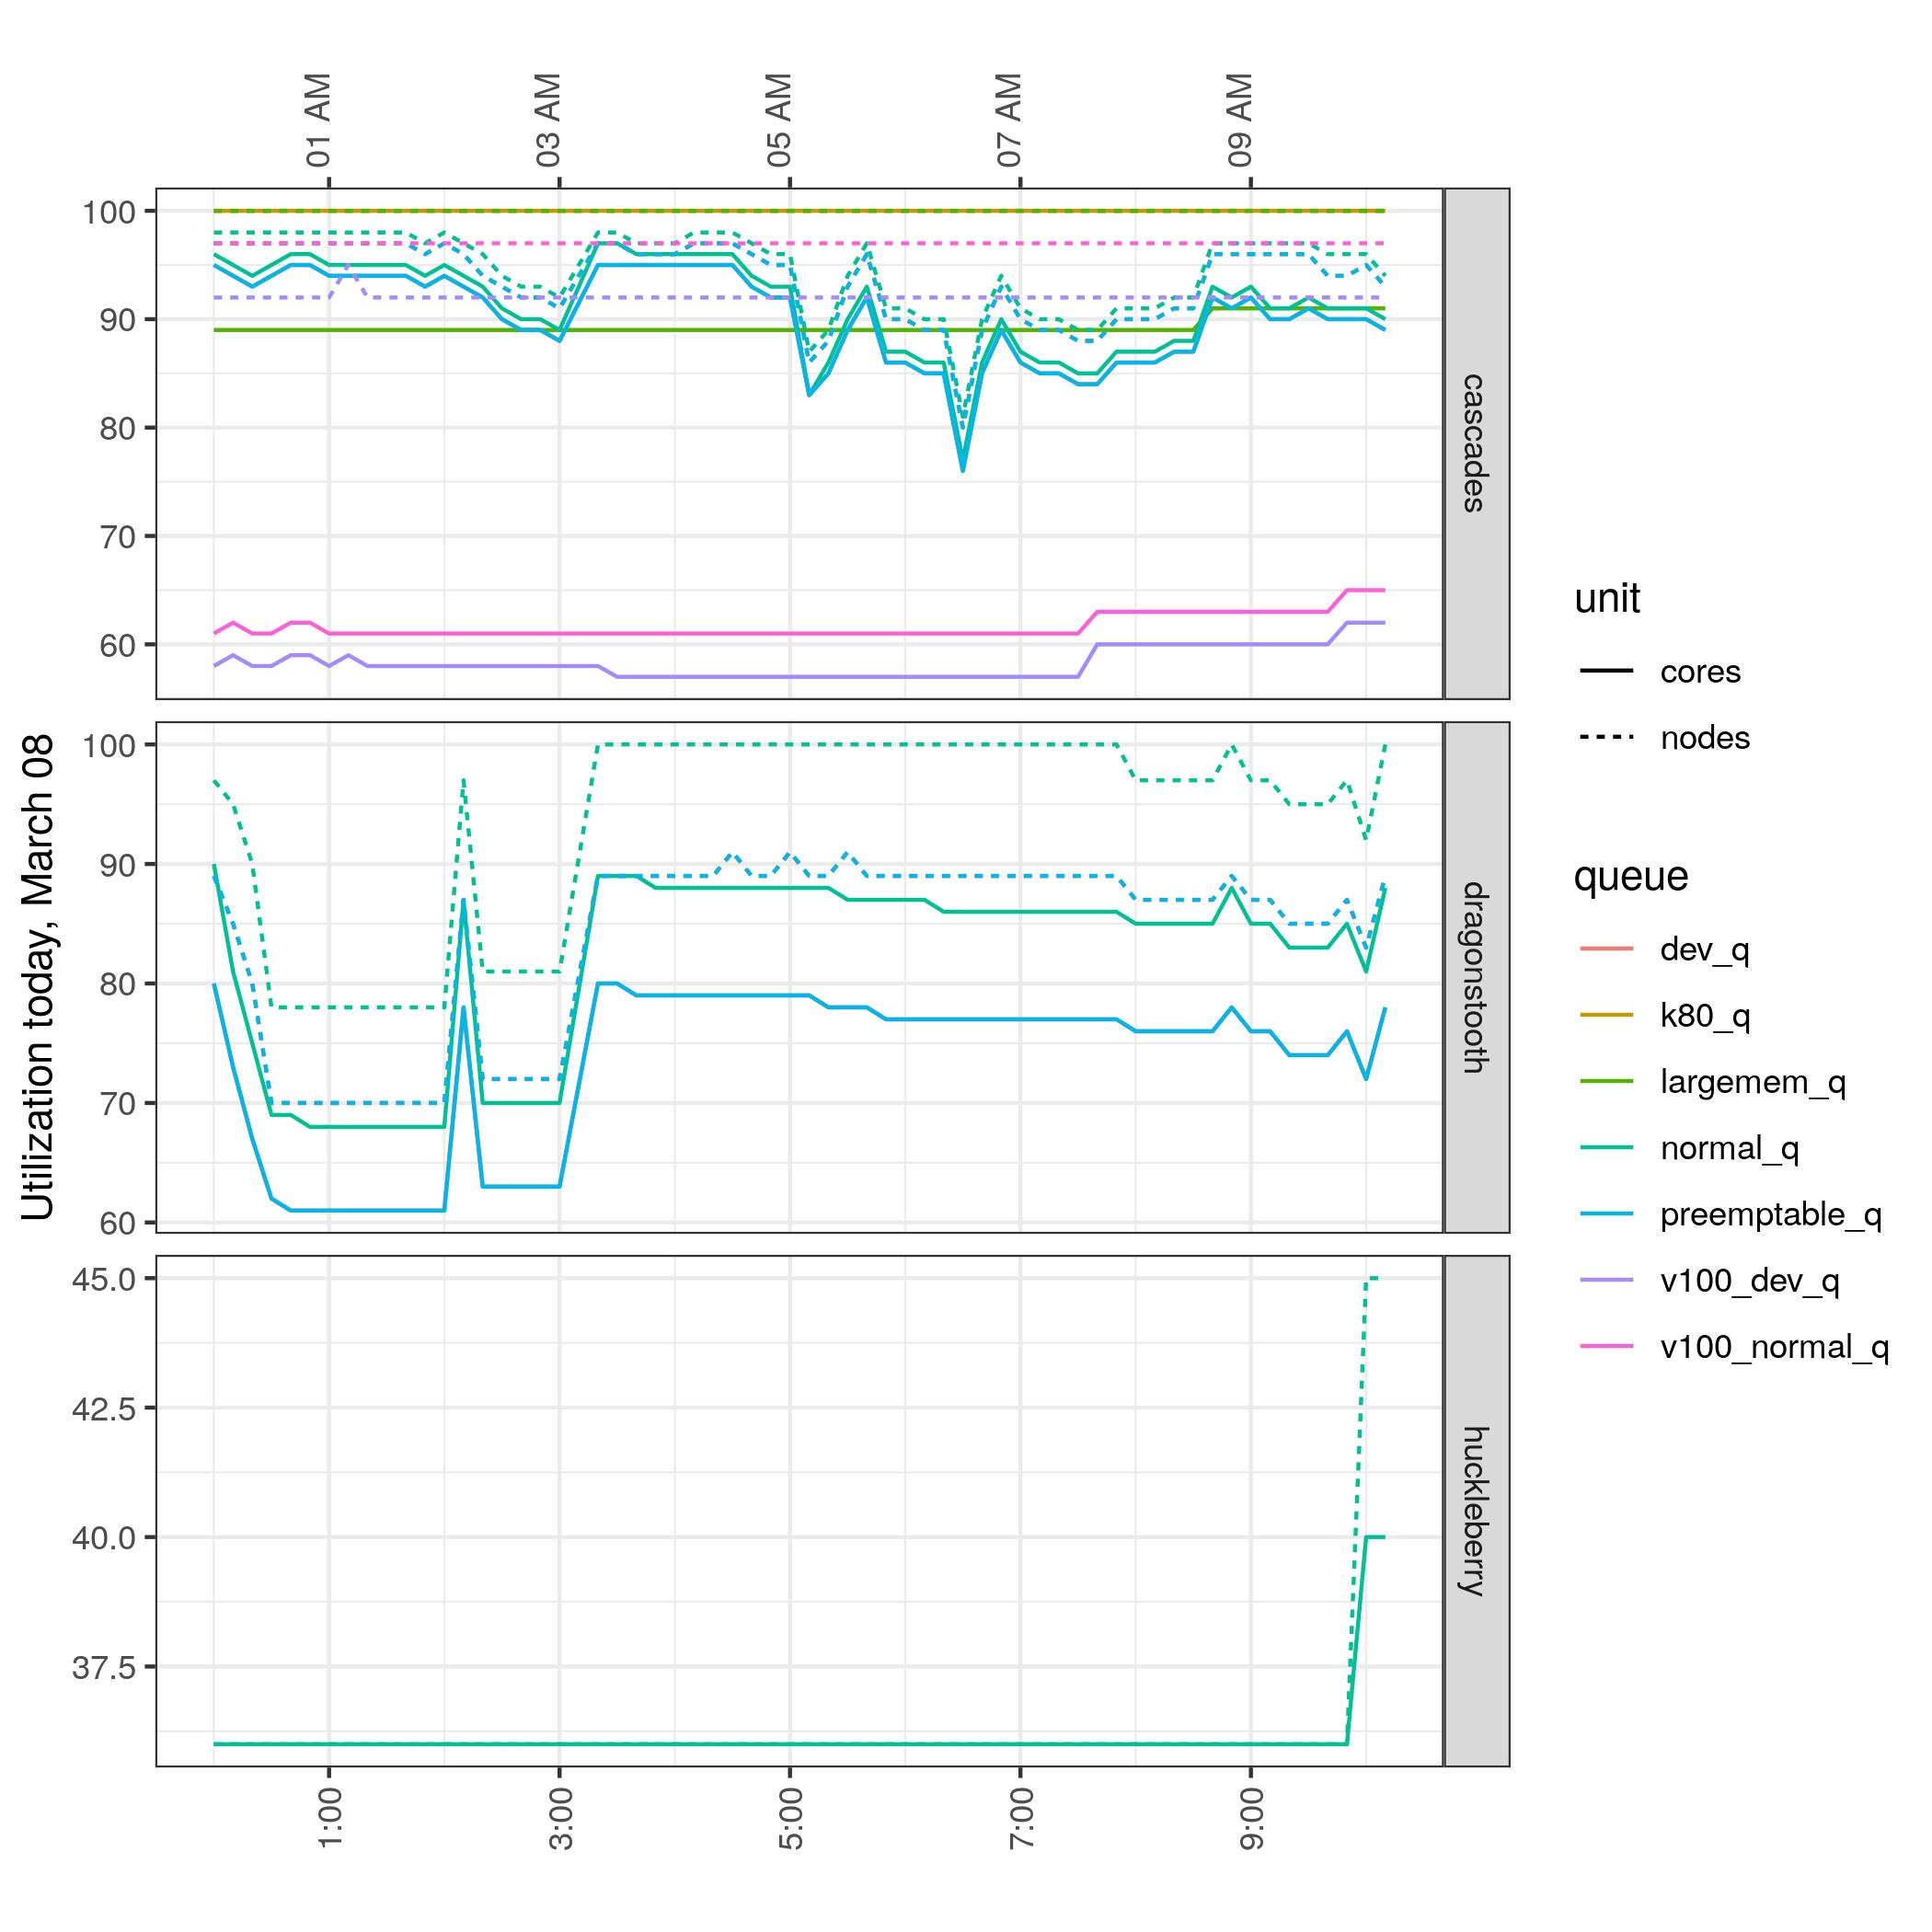 01 AM
03 AM
05 AM
07 AM
09 AM
Utilization today, March 08
100
90
80
70
60
cascades
100
90
80
70
60
dragonstooth
45.0
42.5
40.0
37.5
huckleberry
1:00
3:00
5:00
7:00
9:00
unit
cores
nodes
queue
dev_q
k80_q
largemem_q
normal_q
preemptable_q
v100_dev_q
v100_normal_q